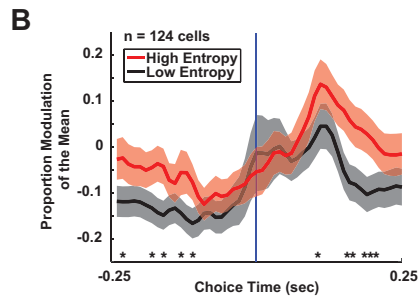 B
n = 124 cells
High Entropy
Low Entropy
Proportion Modulation
of the Mean
0.2
0.1
0
-0.1
-0.2
* * * * * * ** ***
-0.25
0.25
Choice Time (sec)